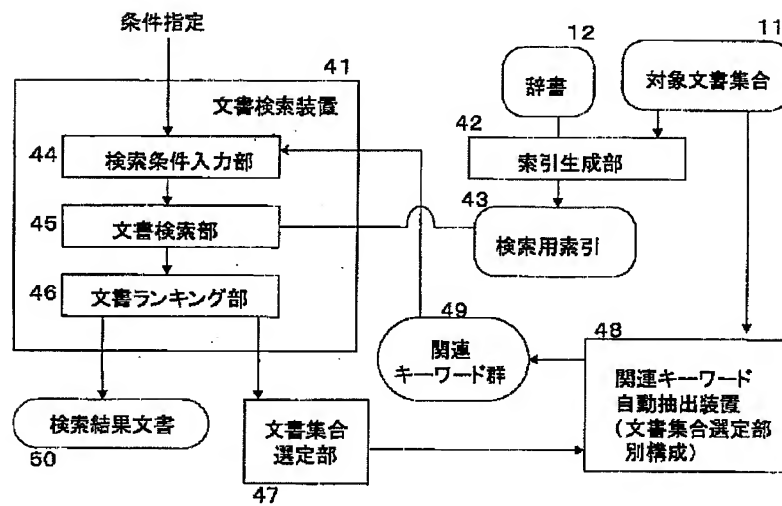 条件指定
41
文書検索装置
44
検索条件入力部
45
文書検索部
46
文書ランキング部
検索結果文書
50
文書集合
選定部
47
12
辞書
11
対象文書集合
42
索引生成部
43
検索用索引
49
関連
キーワード群
48
関連キーワード
自動抽出装置
(文書集合選定部
別構成)